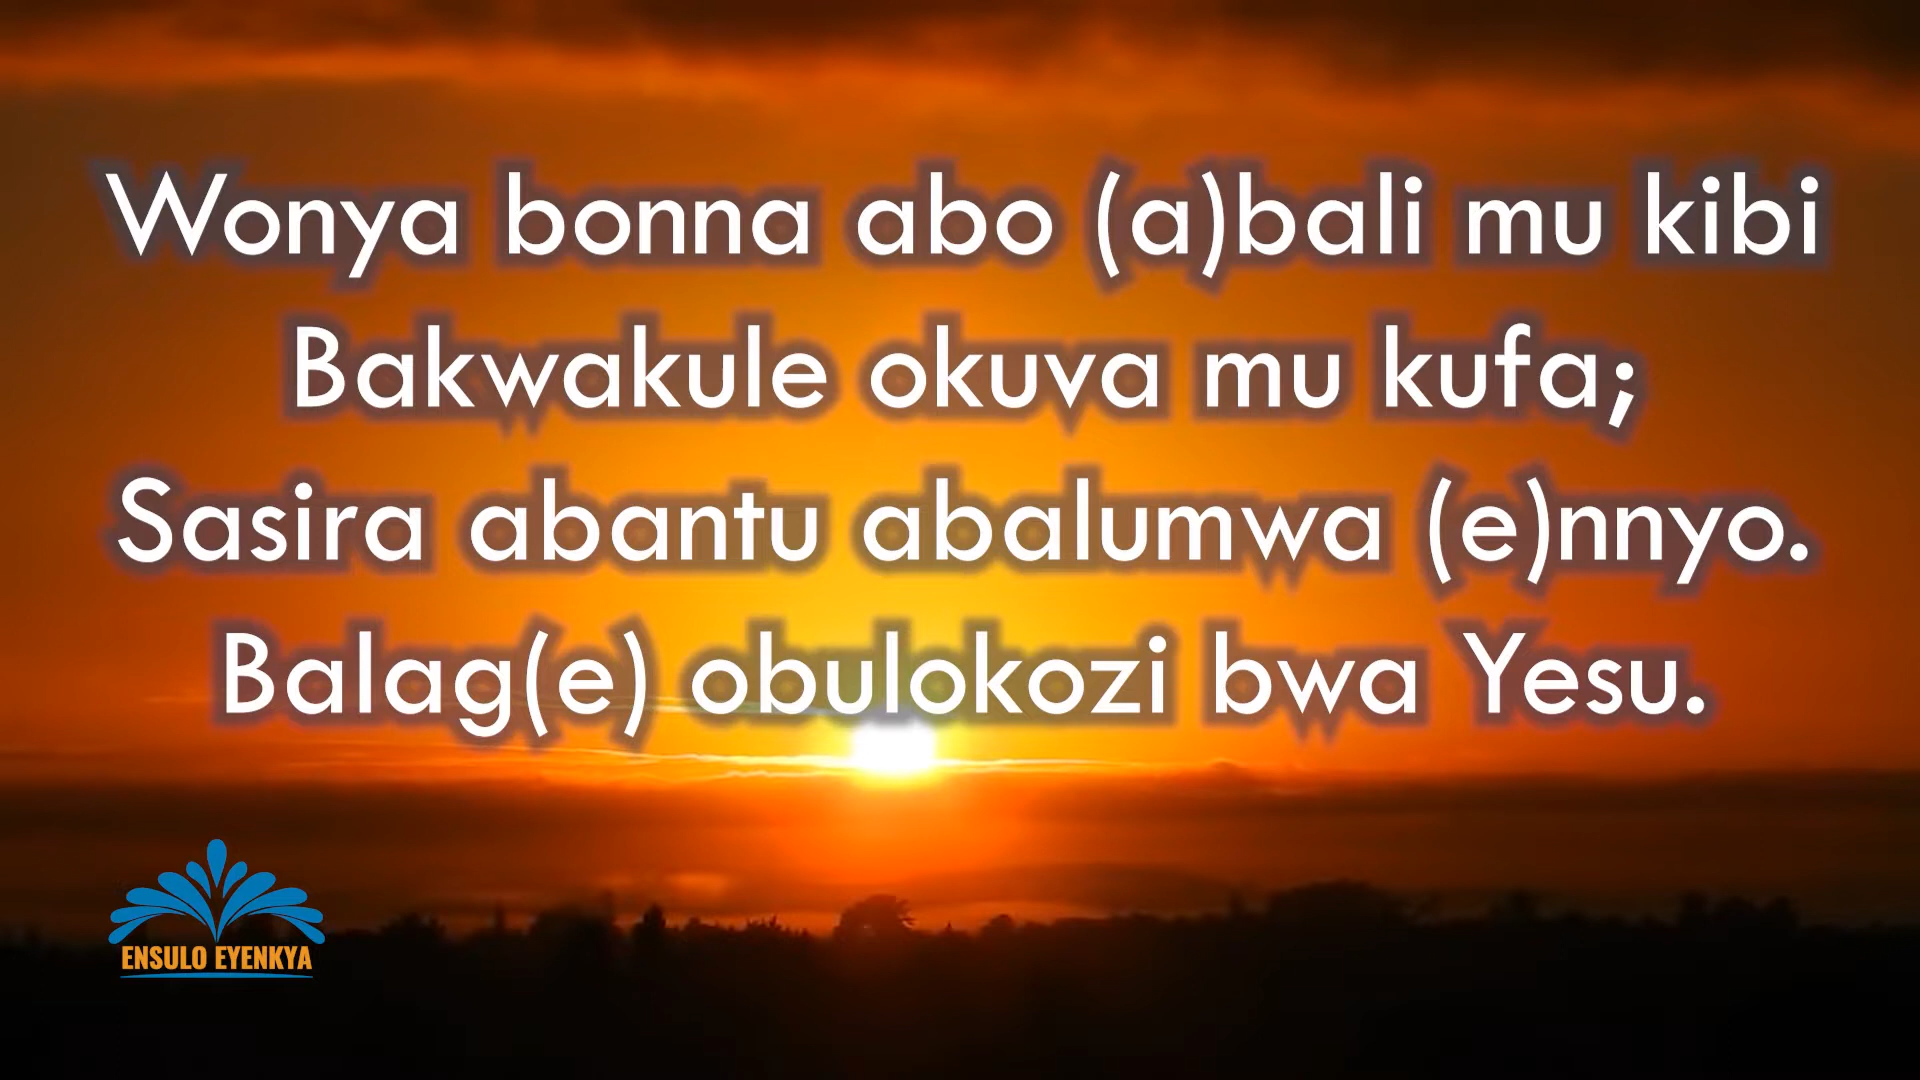 Wonya bonna abo (a)bali mu kibi
Bakwakule okuva mu kufa;
Sasira abantu abalumwa (e)nnyo.
Balag(e) obulokozi bwa Yesu.
ENSULO EYENKYA